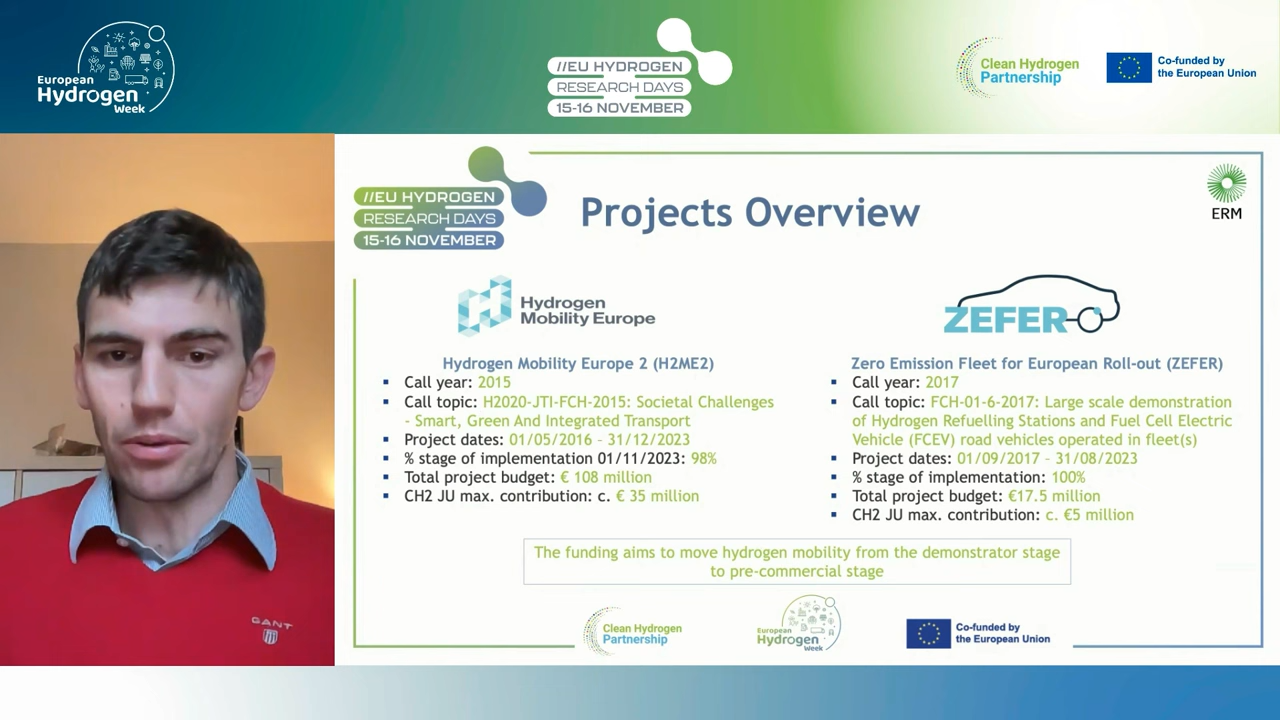 European
Hydrogen
Week
//EU HYDROGEN
RESEARCH DAYS
15-16 NOVEMBER
Clean Hydrogen
Partnership
Co-funded by
the European Union
//EU HYDROGEN
RESEARCH DAYS
15-16 NOVEMBER
Projects Overview
ERM
Hydrogen
Mobility Europe
Hydrogen Mobility Europe 2 (H2ME2)
▪ Call year: 2015
▪ Call topic: H2020-JTI-FCH-2015: Societal Challenges
- Smart, Green And Integrated Transport
▪ Project dates: 01/05/2016 – 31/12/2023
▪ % stage of implementation 01/11/2023: 98%
▪ Total project budget: € 108 million
▪ CH2 JU max. contribution: c. € 35 million
ZEFER
Zero Emission Fleet for European Roll-out (ZEFER)
▪ Call year: 2017
▪ Call topic: FCH-01-6-2017: Large scale demonstration
of Hydrogen Refuelling Stations and Fuel Cell Electric
Vehicle (FCEV) road vehicles operated in fleet(s)
▪ Project dates: 01/09/2017 – 31/08/2023
▪ % stage of implementation: 100%
▪ Total project budget: €17.5 million
▪ CH2 JU max. contribution: c. €5 million
The funding aims to move hydrogen mobility from the demonstrator stage
to pre-commercial stage
GANT
Clean Hydrogen
Partnership
European
Hydrogen
Week
Co-funded by
the European Union